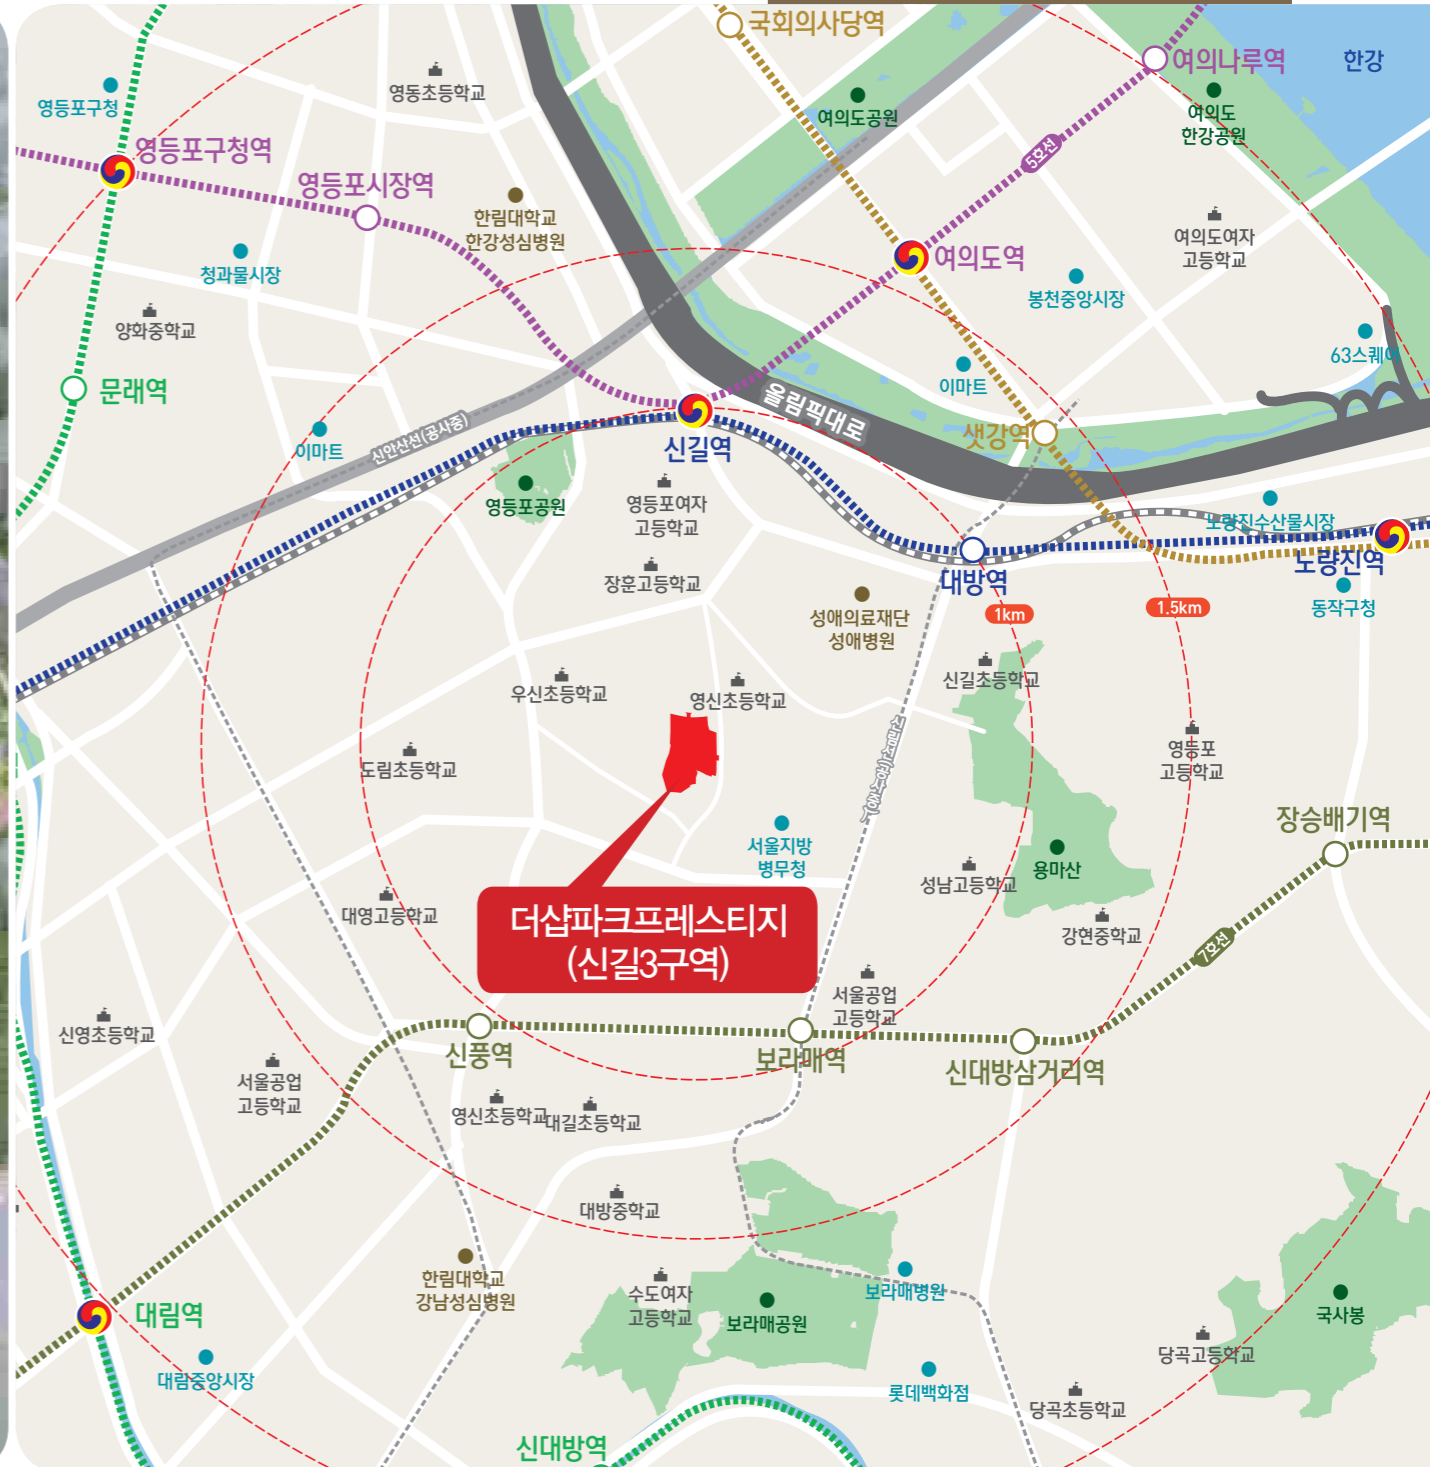 국회의사당역
여의나루역
한강
영동초등학교
영등포구청
여의도공원
여의도
한강공원
영등포구청역
5호선
영등포시장역
한림대학교
한강성심병원
여의도여자
고등학교
여의도역
청과물시장
봉천중앙시장
양화중학교
63스퀘어
문래역
이마트
올림픽대로
이마트
신안산선(공사중)
신길역
샛강역
영등포공원
영등포여자
고등학교
노량진수산물시장
노량진역
장훈고등학교
대방역
동작구청
성애의료재단
성애병원
1km
1.5km
신길초등학교
우신초등학교
영신초등학교
도림초등학교
영등포
고등학교
신림선(경전철)
장승배기역
서울지방
병무청
용마산
성남고등학교
대영고등학교
더샵파크프레스티지
(신길3구역)
강현중학교
7호선
서울공업
고등학교
신영초등학교
신풍역
보라매역
신대방삼거리역
서울공업
고등학교
영신초등학교
대길초등학교
대방중학교
한림대학교
강남성심병원
수도여자
고등학교
보라매병원
대림역
보라매공원
국사봉
당곡고등학교
대림중앙시장
롯데백화점
당곡초등학교
신대방역